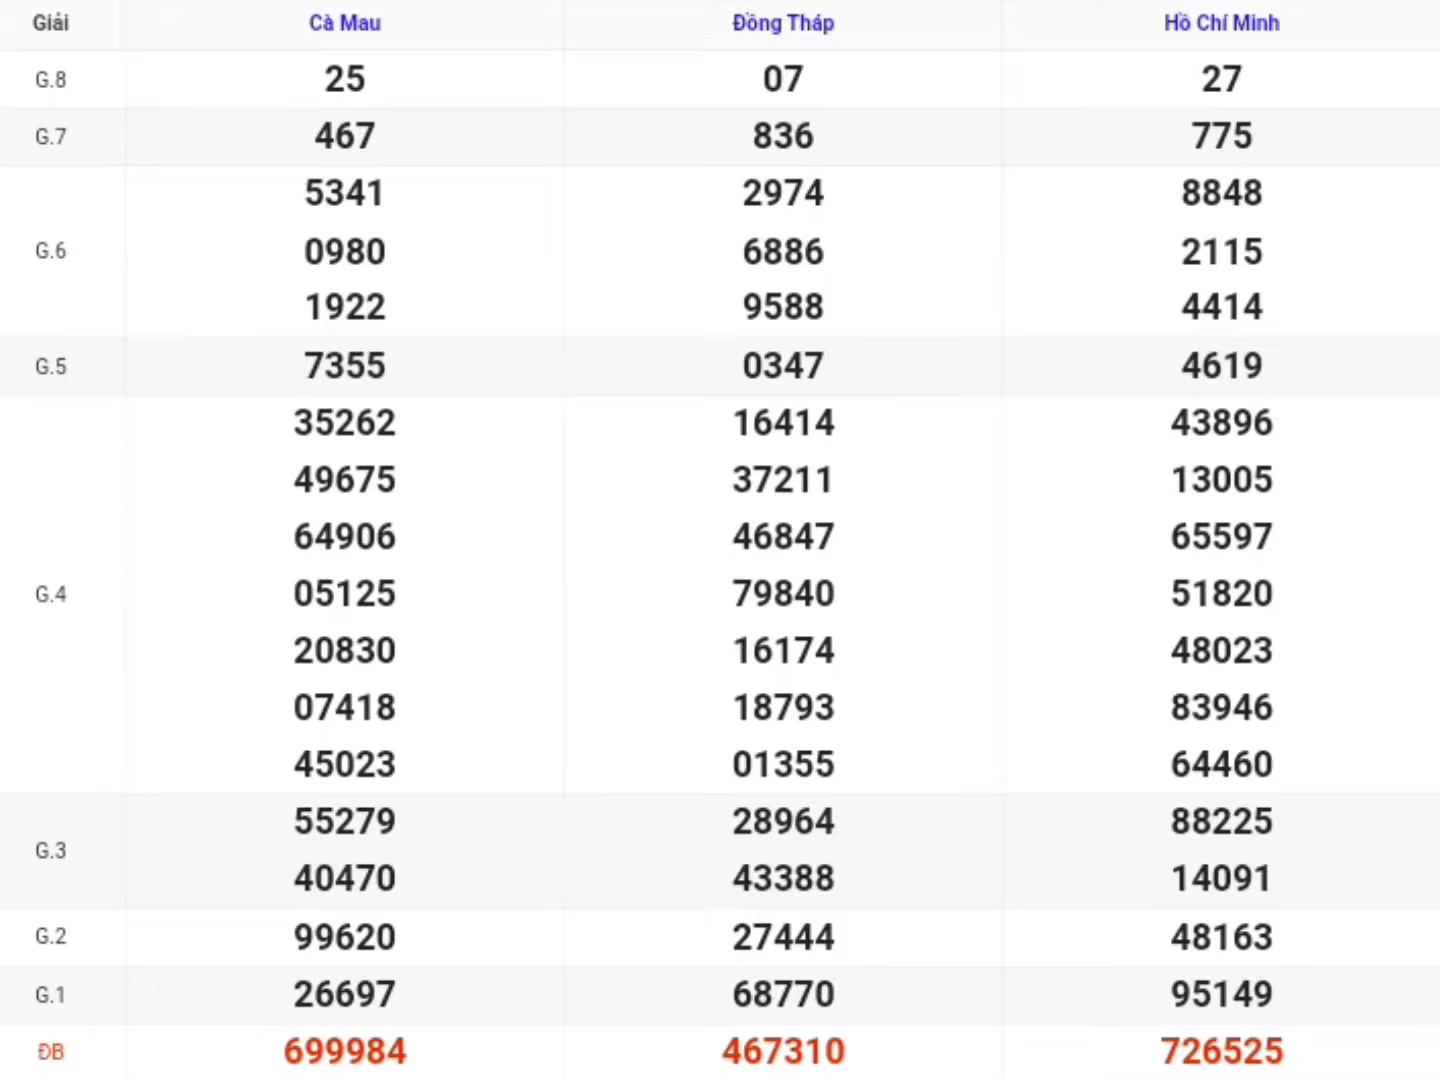 Giải Cà Mau Đồng Tháp Hồ Chí Minh
G.8 25 07 27
G.7 467 836 775
5341 2974 8848
G.6 0980 6886 2115
1922 9588 4414
G.5 7355 0347 4619
35262 16414 43896
49675 37211 13005
64906 46847 65597
G.4 05125 79840 51820
20830 16174 48023
07418 18793 83946
45023 01355 64460
55279 28964 88225
G.3
40470 43388 14091
G.2 99620 27444 48163
G.1 26697 68770 95149
ĐB 699984 467310 726525